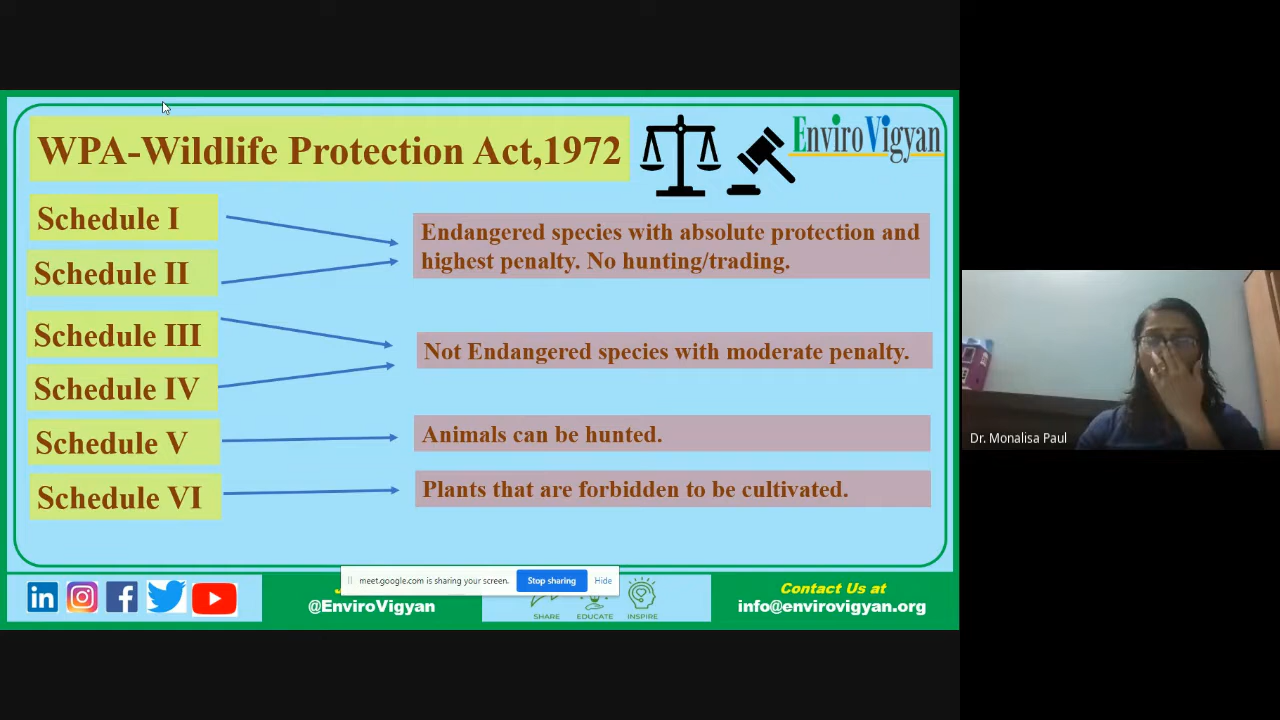 WPA-Wildlife Protection Act,1972
EnviroVigyan
Schedule I
Schedule II
Endangered species with absolute protection and
highest penalty. No hunting/trading.
Schedule III
Schedule IV
Not Endangered species with moderate penalty.
Schedule V
Animals can be hunted.
Schedule VI
Plants that are forbidden to be cultivated.
Dr. Monalisa Paul
meet.google.com is sharing your screen.
Stop sharing
Hide
in
@EnviroVigyan
SHARE
EDUCATE
INSPIRE
Contact Us at
info@envirovigyan.org